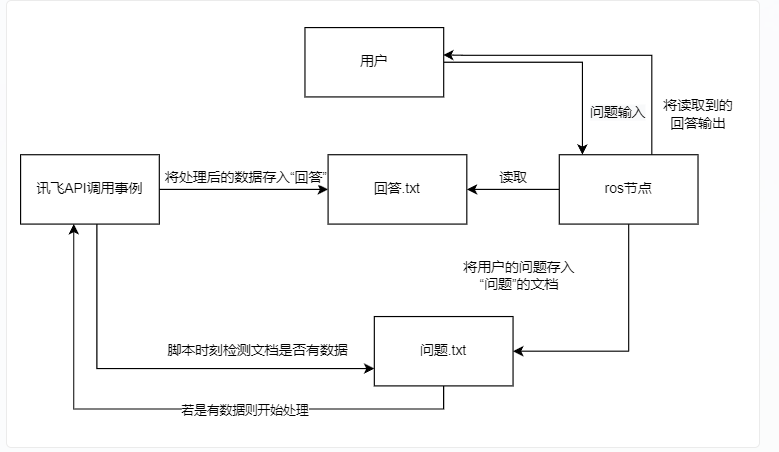 用户
问题输入
将读取到的
回答输出
讯飞API调用事例
将处理后的数据存入“回答”
回答.txt
读取
ros节点
将用户的问题存入
“问题”的文档
脚本时刻检测文档是否有数据
问题.txt
若是有数据则开始处理